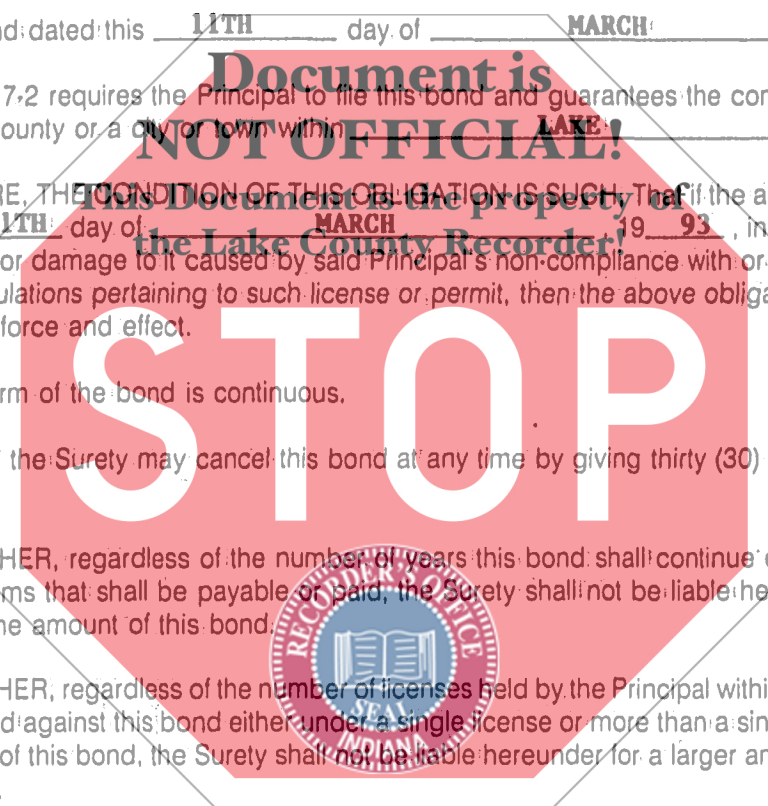 nd dated this 11TH day of MARCH
Document is
7-2 requires the Principal to file this bond and guarantees the con
ounty or a city or town within LAKE
NOT OFFICIAL!
RE, THE CONDITION OF THIS OBLIGATION IS SUCH, That if the a
This Document is the property of
1TH day of MARCH, 19 93, in
the Lake County Recorder!
or damage to it caused by said Principal's non-compliance with or
ulations pertaining to such license or permit, then the above obliga
force and effect.
STOP
rm of the bond is continuous.
the Surety may cancel this bond at any time by giving thirty (30)
HER, regardless of the number of years this bond shall continue
ms that shall be payable or paid, the Surety shall not be liable he
he amount of this bond.
HER, regardless of the number of licenses held by the Principal withi
d against this bond either under a single license or more than a sin
of this bond, the Surety shall not be liable hereunder for a larger am
RECORDER'S OFFICE
SEAL
INDIANA